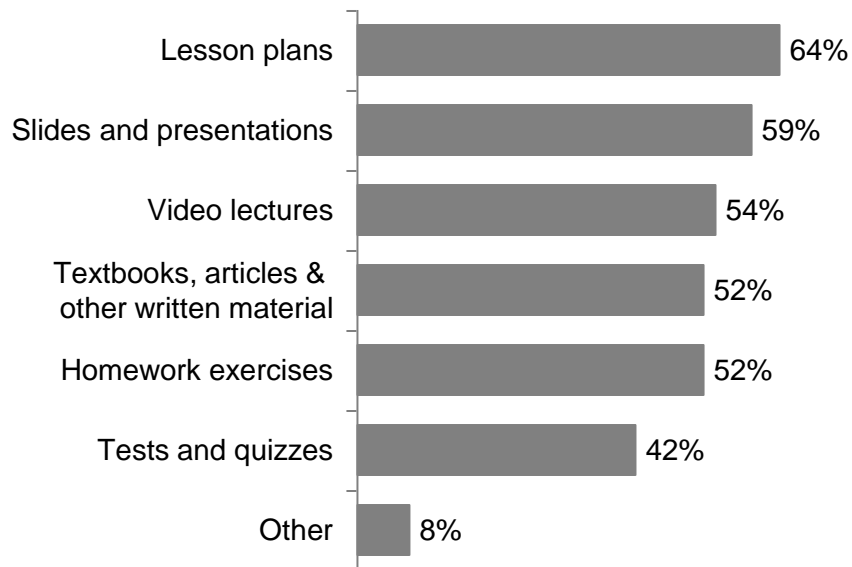 Lesson plans 64%
Slides and presentations 59%
Video lectures 54%
Textbooks, articles &
other written material 52%
Homework exercises 52%
Tests and quizzes 42%
Other 8%